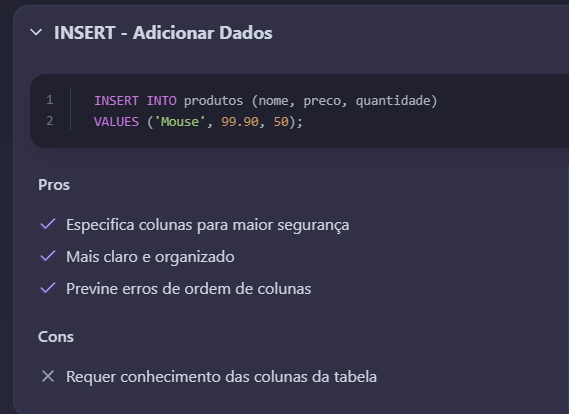 INSERT - Adicionar Dados
1 INSERT INTO produtos (nome, preco, quantidade)
2 VALUES ('Mouse', 99.90, 50);
Pros
Especifica colunas para maior segurança
Mais claro e organizado
Previne erros de ordem de colunas
Cons
Requer conhecimento das colunas da tabela